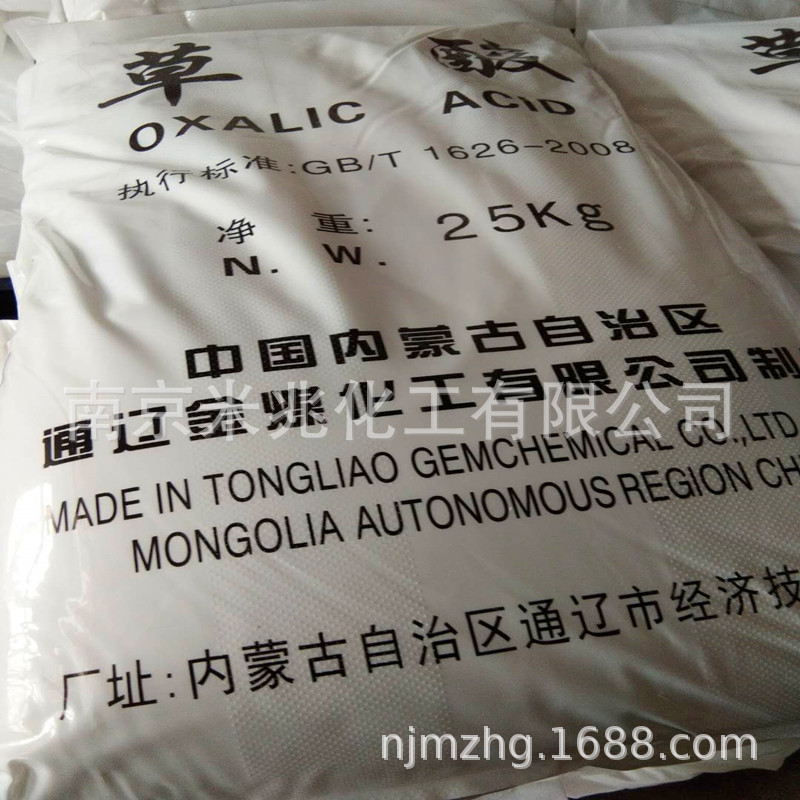 草 酸
OXALIC ACID
执行标准:GB/T 1626-2008
净 重: 25Kg
N. W.
中国内蒙古自治区
通辽金煤化工有限公司制
南京米兆化工有限公司
MADE IN TONGLIAO GEMCHEMICAL CO.,LTD
MONGOLIA AUTONOMOUS REGION CH
厂址:内蒙古自治区通辽市经济技
njmzhg.1688.com